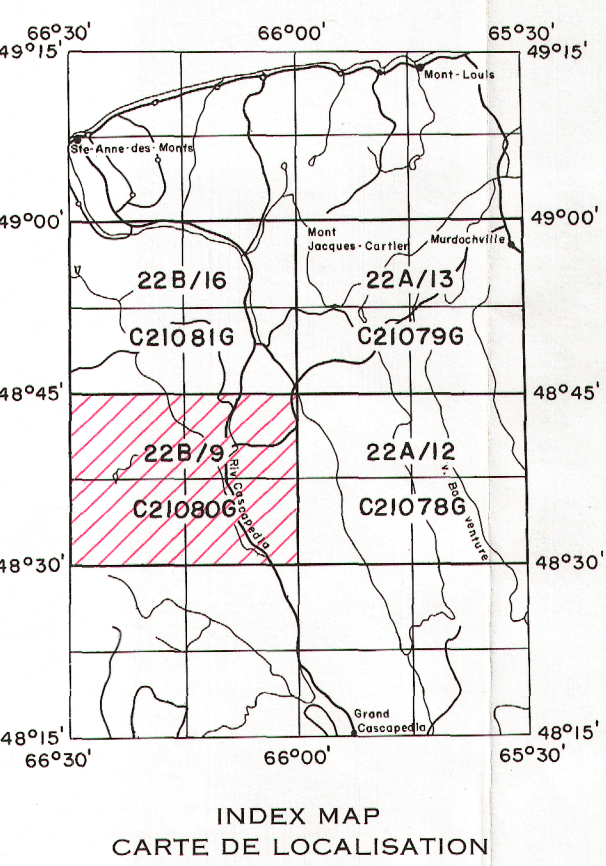 66°30'
66°00'
65°30'
49°15'
49°15'
Mont-Louis
Ste-Anne-des-Monts
49°00'
49°00'
Mont
Jacques-Cartier
Murdochville
22B/16
22A/13
C21081G
C21079G
48°45'
48°45'
22B/9
22A/12
Riv Cascapedia
C21080G
C21078G
v. Bonaventure
48°30'
48°30'
Grand
Cascapedia
48°15'
48°15'
66°30'
66°00'
65°30'
INDEX MAP
CARTE DE LOCALISATION